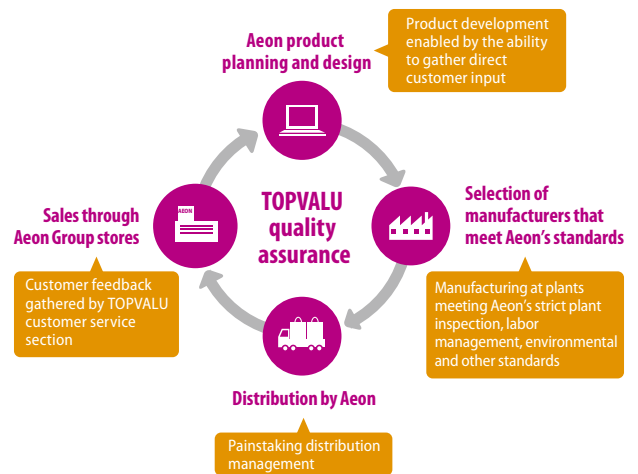 Aeon product
planning and design
Product development
enabled by the ability
to gather direct
customer input
TOPVALU
quality
assurance
Selection of
manufacturers that
meet Aeon's standards
Manufacturing at plants
meeting Aeon's strict plant
inspection, labor
management, environmental
and other standards
Distribution by Aeon
Painstaking distribution
management
AEON
Sales through
Aeon Group stores
Customer feedback
gathered by TOPVALU
customer service
section